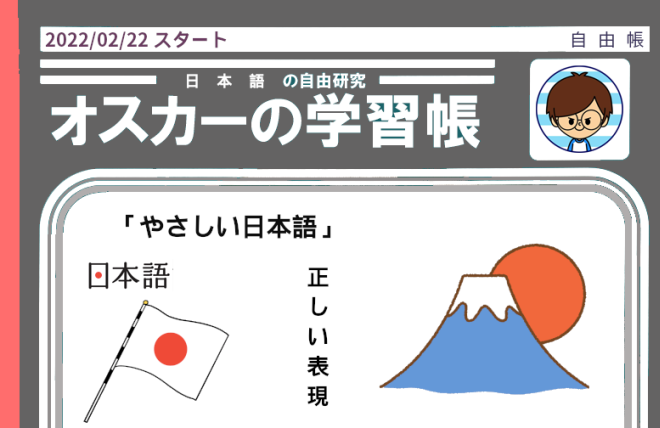 2022/02/22 スタート
自由帳
日本語の自由研究
オスカーの学習帳
「やさしい日本語」
日本語
正しい表現